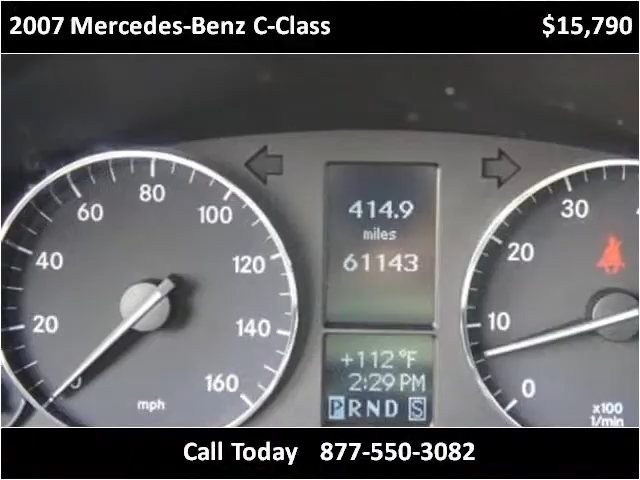 2007 Mercedes-Benz C-Class $15,790
80
60 100
40 120
20 140
0 160
mph
414.9
miles
61143
+112°F
2:29 PM
P R N D S
30
20
10
0
x100
1/min
Call Today 877-550-3082